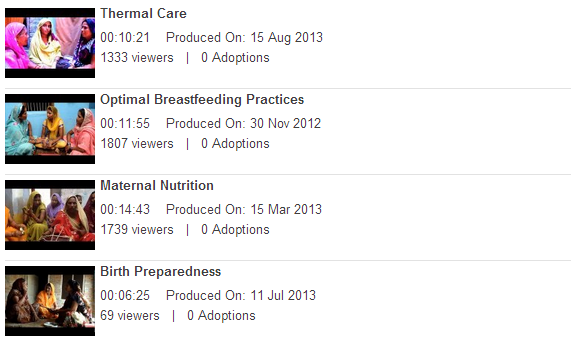 Thermal Care
00:10:21 Produced On: 15 Aug 2013
1333 viewers | 0 Adoptions
Optimal Breastfeeding Practices
00:11:55 Produced On: 30 Nov 2012
1807 viewers | 0 Adoptions
Maternal Nutrition
00:14:43 Produced On: 15 Mar 2013
1739 viewers | 0 Adoptions
Birth Preparedness
00:06:25 Produced On: 11 Jul 2013
69 viewers | 0 Adoptions